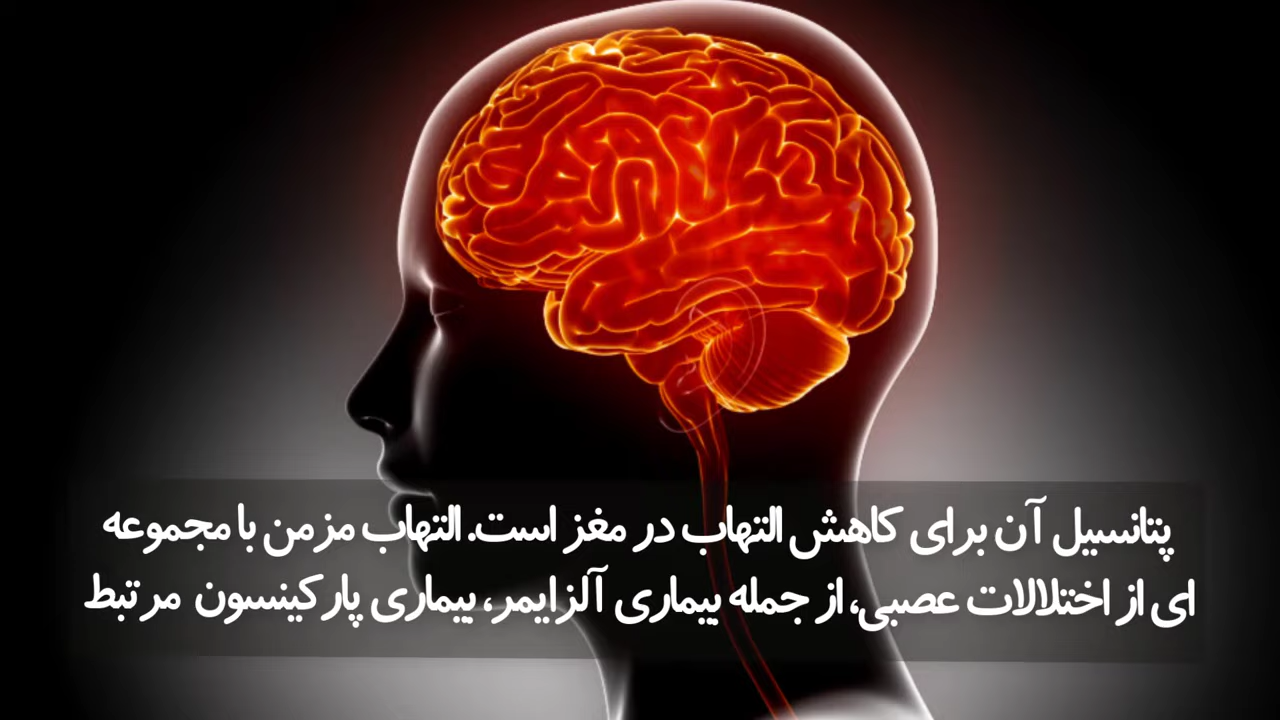 پتانسیل آن برای کاهش التهاب در مغز است. التهاب مزمن با مجموعه
ای از اختلالات عصبی، از جمله بیماری آلزایمر، بیماری پارکینسون مرتبط